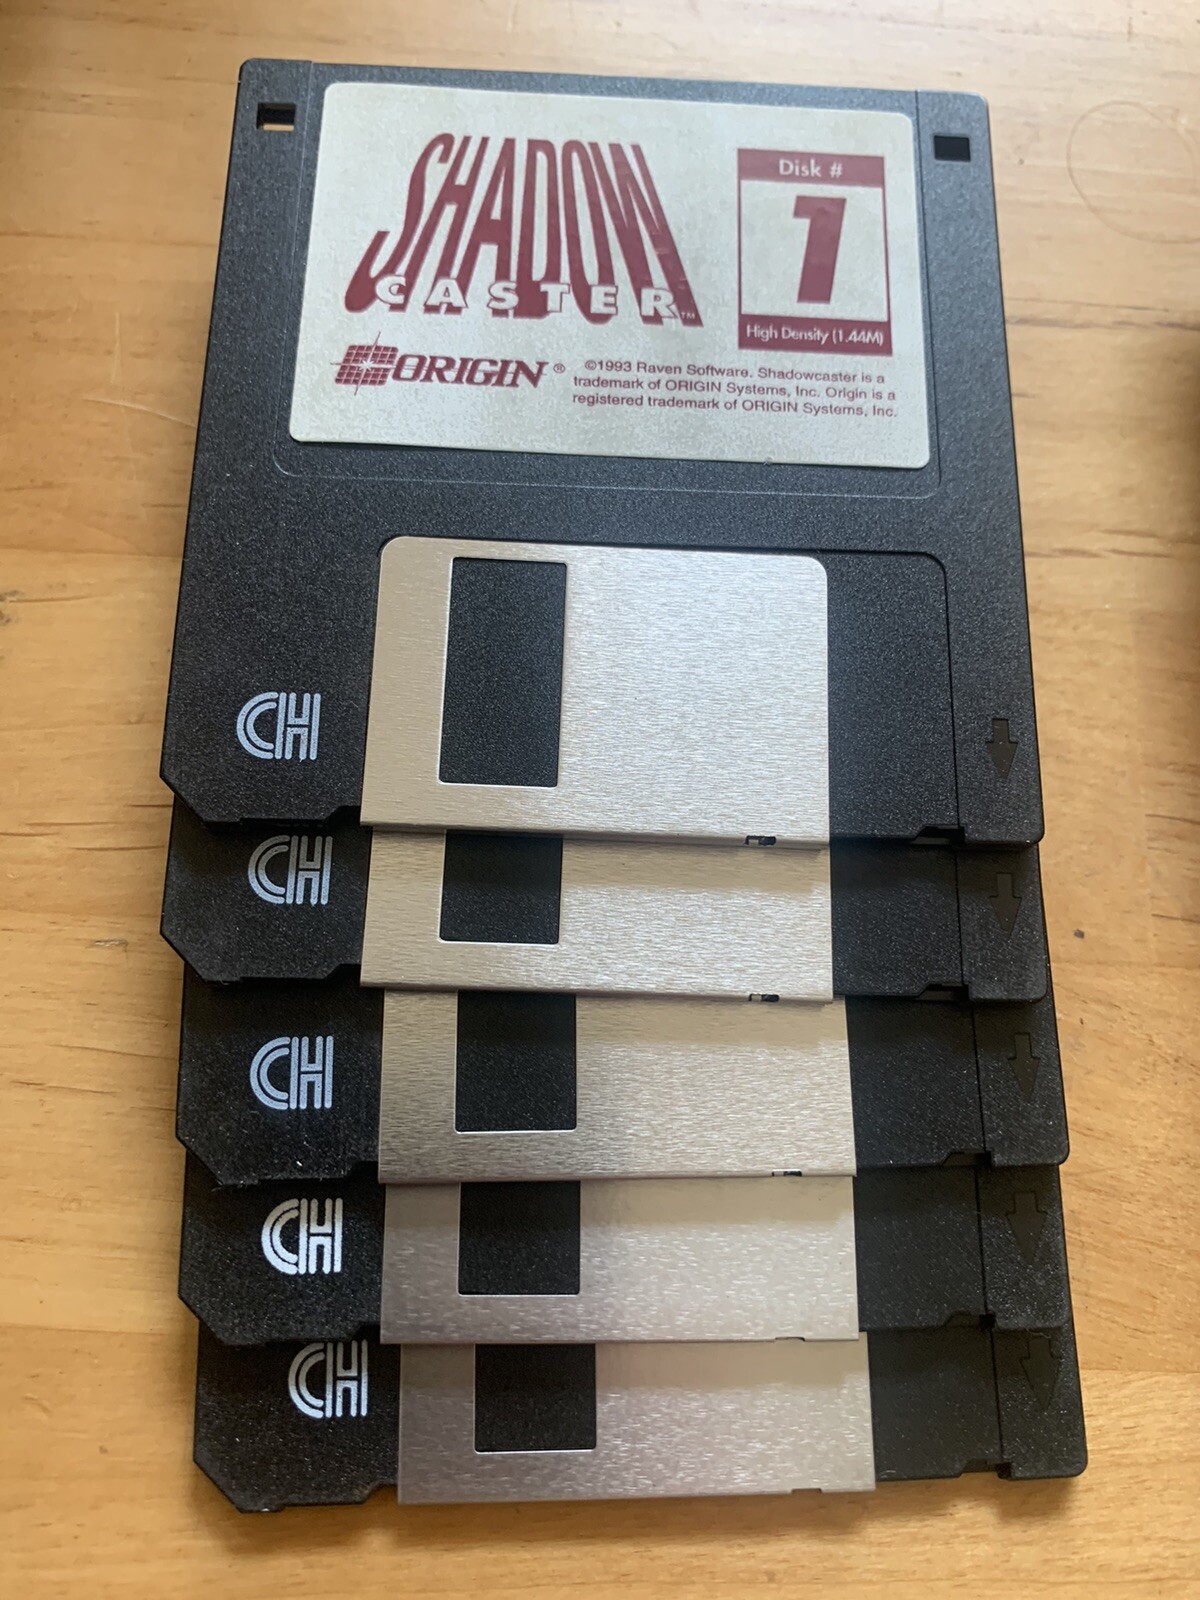 SHADOW
CASTER™
ORIGIN®
Disk #
1
High Density (1.44M)
©1993 Raven Software. Shadowcaster is a
trademark of ORIGIN Systems, Inc. Origin is a
registered trademark of ORIGIN Systems, Inc.
CH
CH
CH
CH
CH